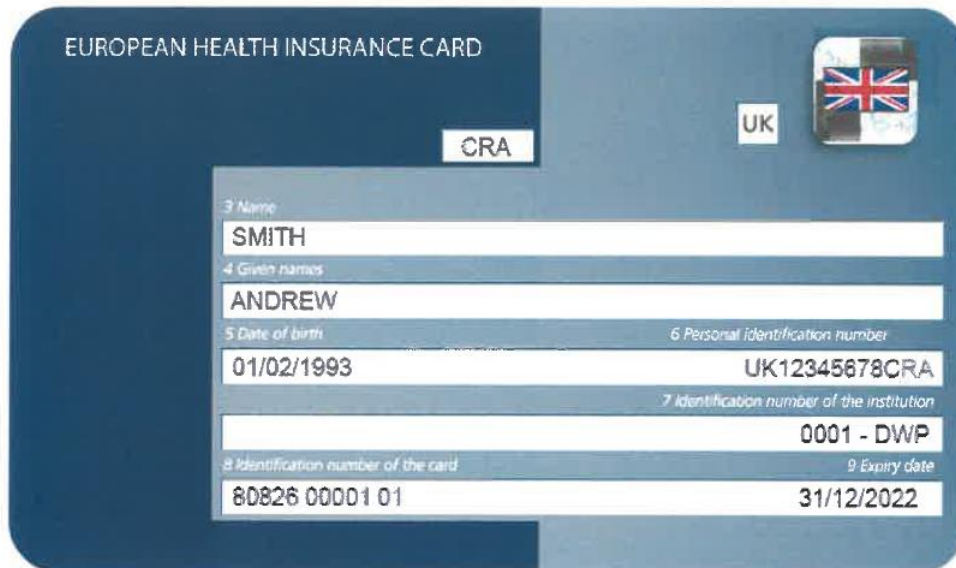 EUROPEAN HEALTH INSURANCE CARD
UK
CRA
3 Name
SMITH
4 Given names
ANDREW
5 Date of birth
6 Personal identification number
01/02/1993
UK12345678CRA
7 Identification number of the institution
0001 - DWP
8 Identification number of the card
9 Expiry date
80826 00001 01
31/12/2022